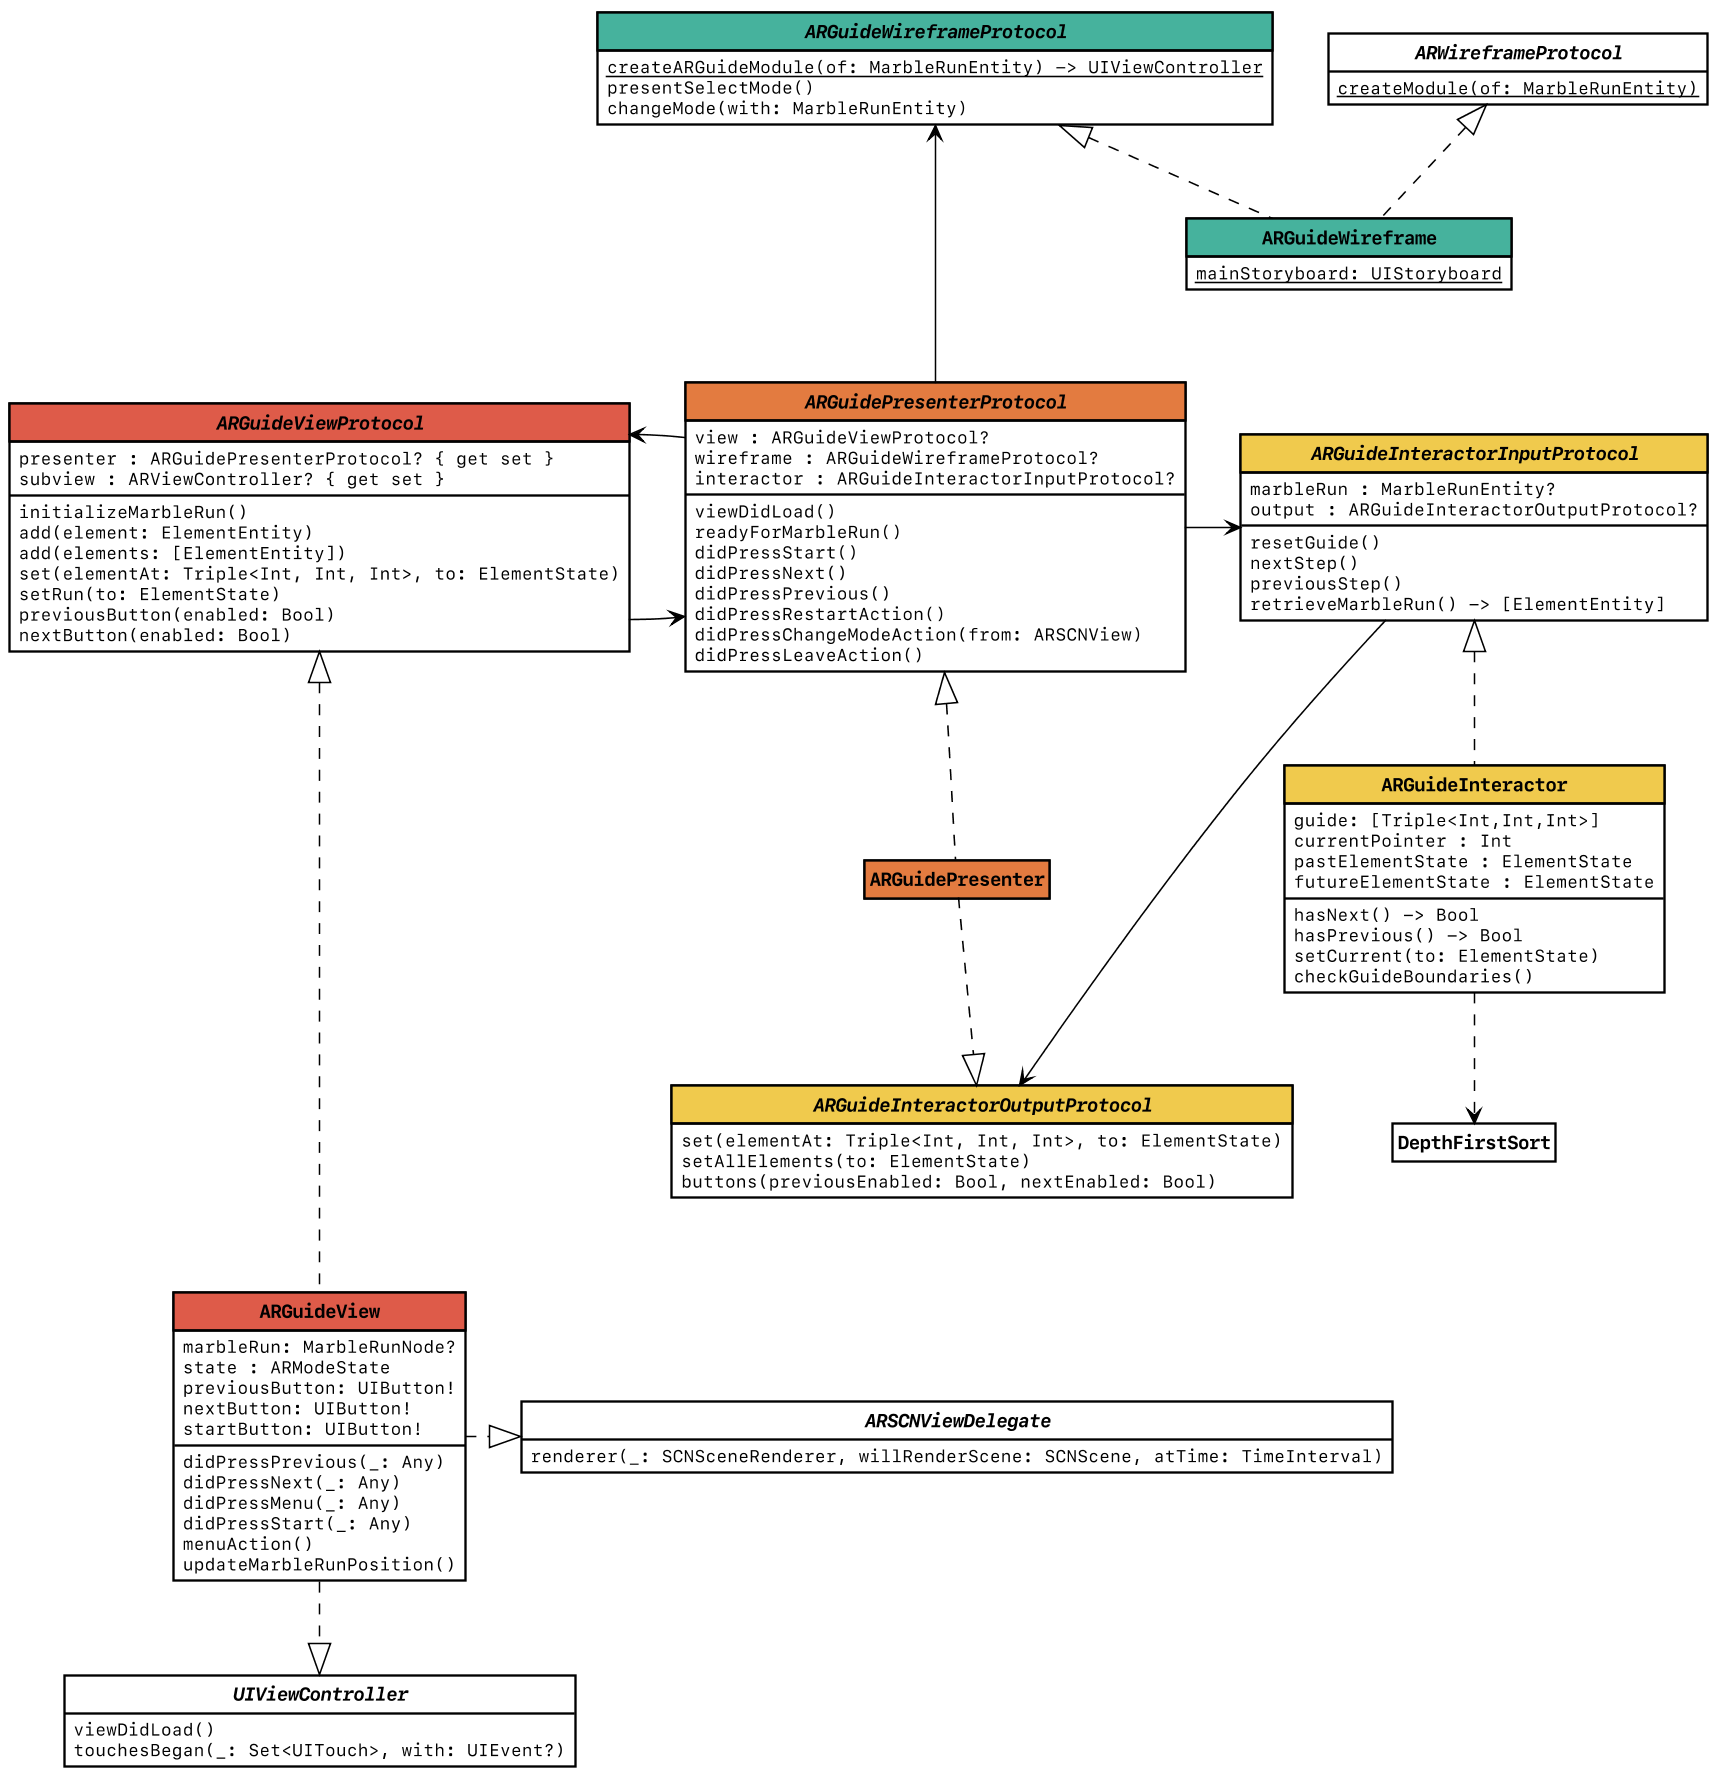 ARGuideWireframeProtocol
createARGuideModule(of: MarbleRunEntity) -> UIViewController
presentSelectMode()
changeMode(with: MarbleRunEntity)
ARWireframeProtocol
createModule(of: MarbleRunEntity)
ARGuideWireframe
mainStoryboard: UIStoryboard
ARGuideViewProtocol
presenter : ARGuidePresenterProtocol? { get set }
subview : ARViewController? { get set }
initializeMarbleRun()
add(element: ElementEntity)
add(elements: [ElementEntity])
set(elementAt: Triple<Int, Int, Int>, to: ElementState)
setRun(to: ElementState)
previousButton(enabled: Bool)
nextButton(enabled: Bool)
ARGuidePresenterProtocol
view : ARGuideViewProtocol?
wireframe : ARGuideWireframeProtocol?
interactor : ARGuideInteractorInputProtocol?
viewDidLoad()
readyForMarbleRun()
didPressStart()
didPressNext()
didPressPrevious()
didPressRestartAction()
didPressChangeModeAction(from: ARSCNView)
didPressLeaveAction()
ARGuideInteractorInputProtocol
marbleRun : MarbleRunEntity?
output : ARGuideInteractorOutputProtocol?
resetGuide()
nextStep()
previousStep()
retrieveMarbleRun() -> [ElementEntity]
ARGuideInteractor
guide: [Triple<Int,Int,Int>]
currentPointer : Int
pastElementState : ElementState
futureElementState : ElementState
hasNext() -> Bool
hasPrevious() -> Bool
setCurrent(to: ElementState)
checkGuideBoundaries()
ARGuidePresenter
ARGuideInteractorOutputProtocol
set(elementAt: Triple<Int, Int, Int>, to: ElementState)
setAllElements(to: ElementState)
buttons(previousEnabled: Bool, nextEnabled: Bool)
DepthFirstSort
ARGuideView
marbleRun: MarbleRunNode?
state : ARModeState
previousButton: UIButton!
nextButton: UIButton!
startButton: UIButton!
didPressPrevious(_: Any)
didPressNext(_: Any)
didPressMenu(_: Any)
didPressStart(_: Any)
menuAction()
updateMarbleRunPosition()
ARSCNViewDelegate
renderer(_: SCNSceneRenderer, willRenderScene: SCNScene, atTime: TimeInterval)
UIViewController
viewDidLoad()
touchesBegan(_: Set<UITouch>, with: UIEvent?)